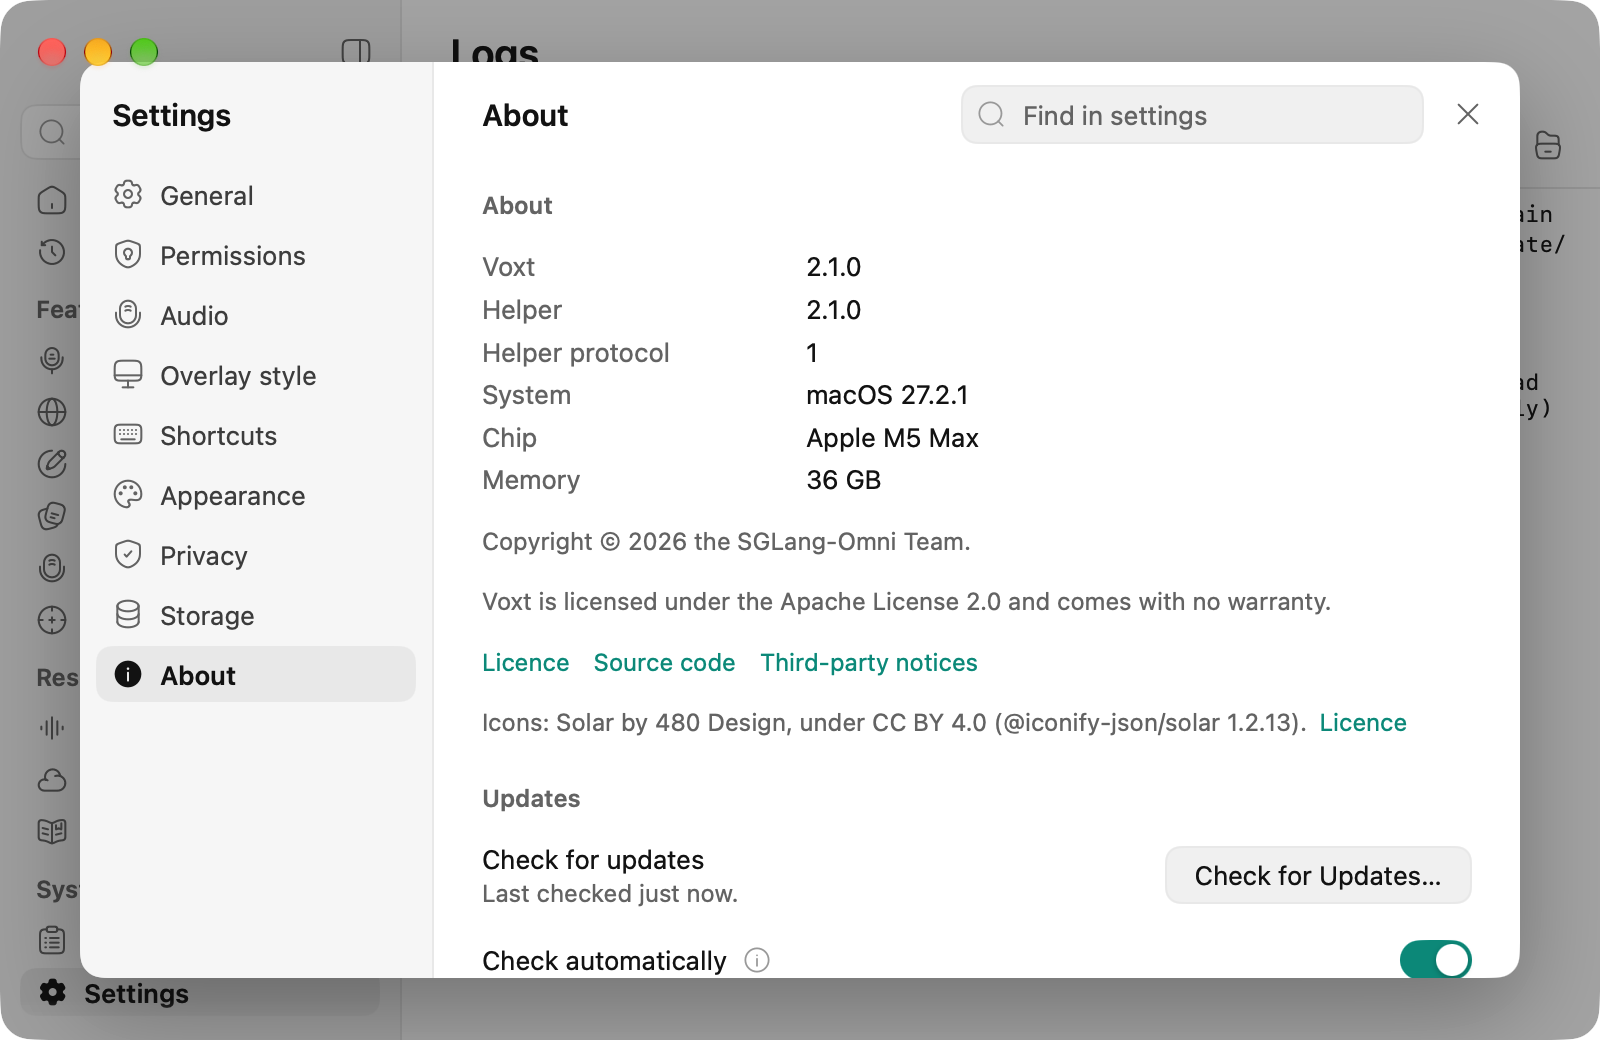 Logs
Settings
General
Permissions
Audio
Overlay style
Shortcuts
Appearance
Privacy
Storage
About
About
Find in settings
About
Voxt 2.1.0
Helper 2.1.0
Helper protocol 1
System macOS 27.2.1
Chip Apple M5 Max
Memory 36 GB
Copyright © 2026 the SGLang-Omni Team.
Voxt is licensed under the Apache License 2.0 and comes with no warranty.
Licence Source code Third-party notices
Icons: Solar by 480 Design, under CC BY 4.0 (@iconify-json/solar 1.2.13). Licence
Updates
Check for updates
Last checked just now.
Check for Updates...
Check automatically
Settings